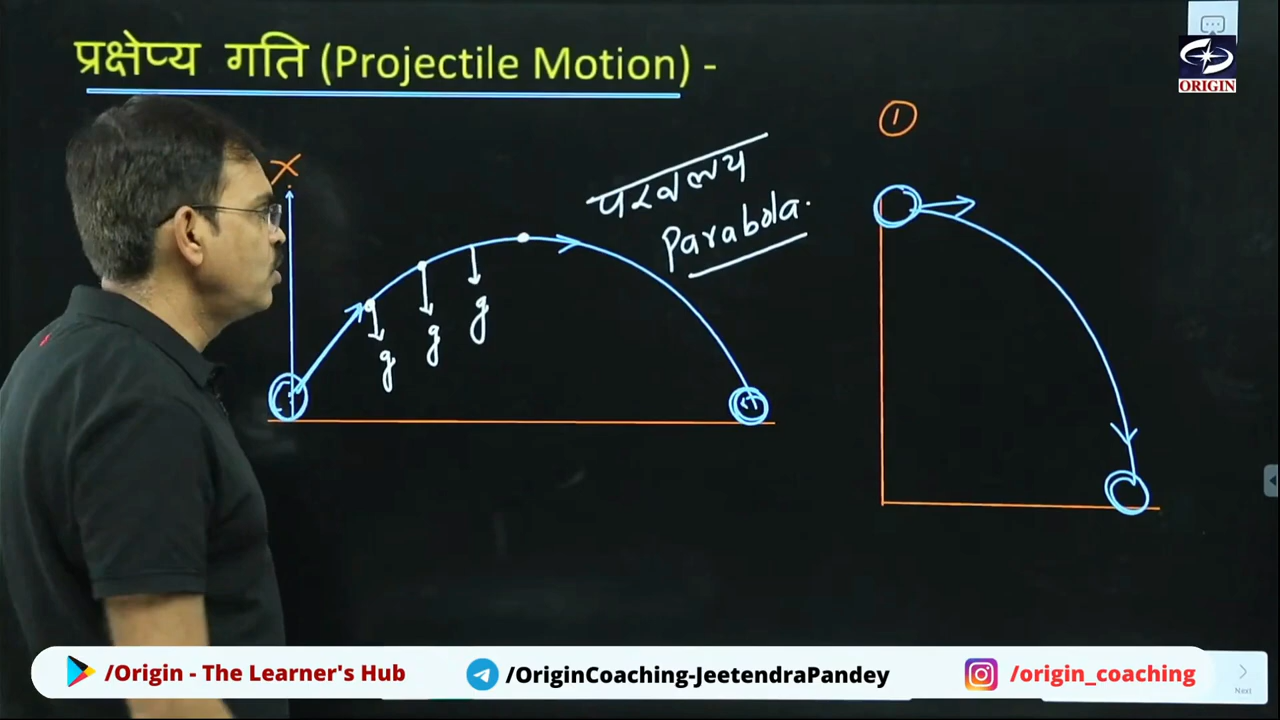 प्रक्षेप्य गति (Projectile Motion) -
ORIGIN
1
X
परवलय
Parabola.
g
g
g
/Origin - The Learner's Hub
/OriginCoaching-JeetendraPandey
/origin_coaching
Next